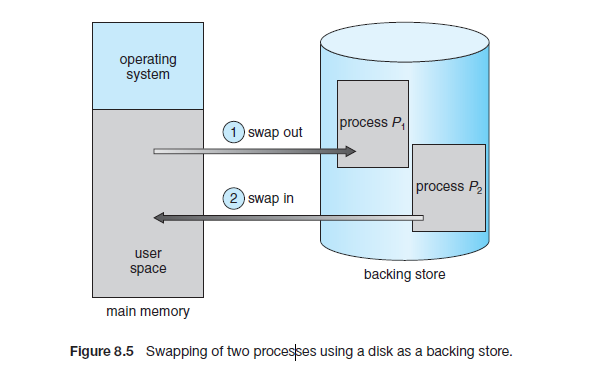 operating
system
1 swap out
process P1
2 swap in
process P2
user
space
backing store
main memory
Figure 8.5 Swapping of two processes using a disk as a backing store.